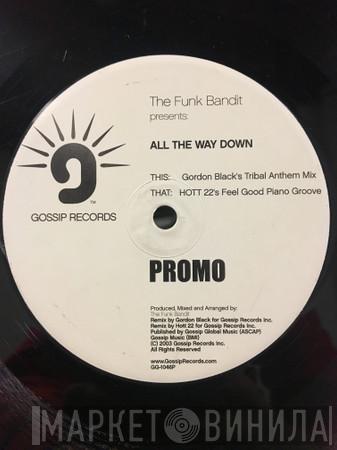 The Funk Bandit
presents:
ALL THE WAY DOWN
THIS: Gordon Black's Tribal Anthem Mix
THAT: HOTT 22's Feel Good Piano Groove
TM
GOSSIP RECORDS
PROMO
Produced, Mixed and Arranged by:
The Funk Bandit
Remix by Gordon Black for Gossip Records Inc.
Remix by Hott 22 for Gossip Records Inc.
Published by Gossip Global Music (ASCAP)
Gossip Music (BMI)
(C) 2003 Gossip Records Inc.
All Rights Reserved
www.GossipRecords.com
GG-1046P
МАРКЕТ ВИНИЛА